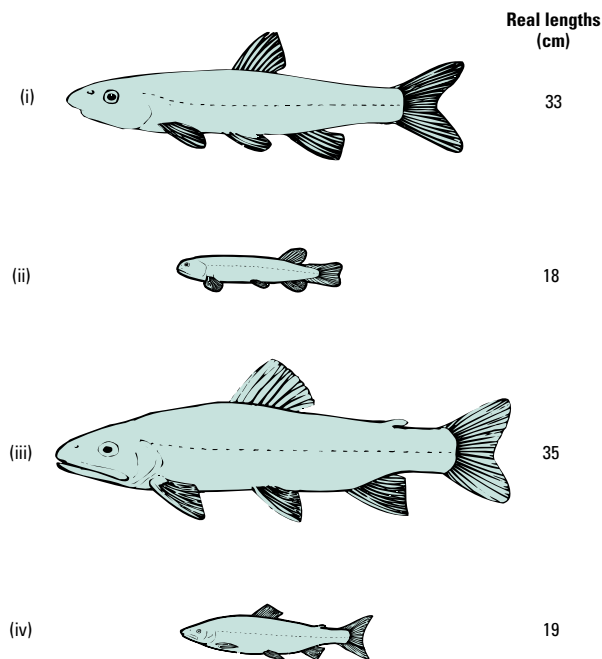 Real lengths
(cm)
(i) 33
(ii) 18
(iii) 35
(iv) 19